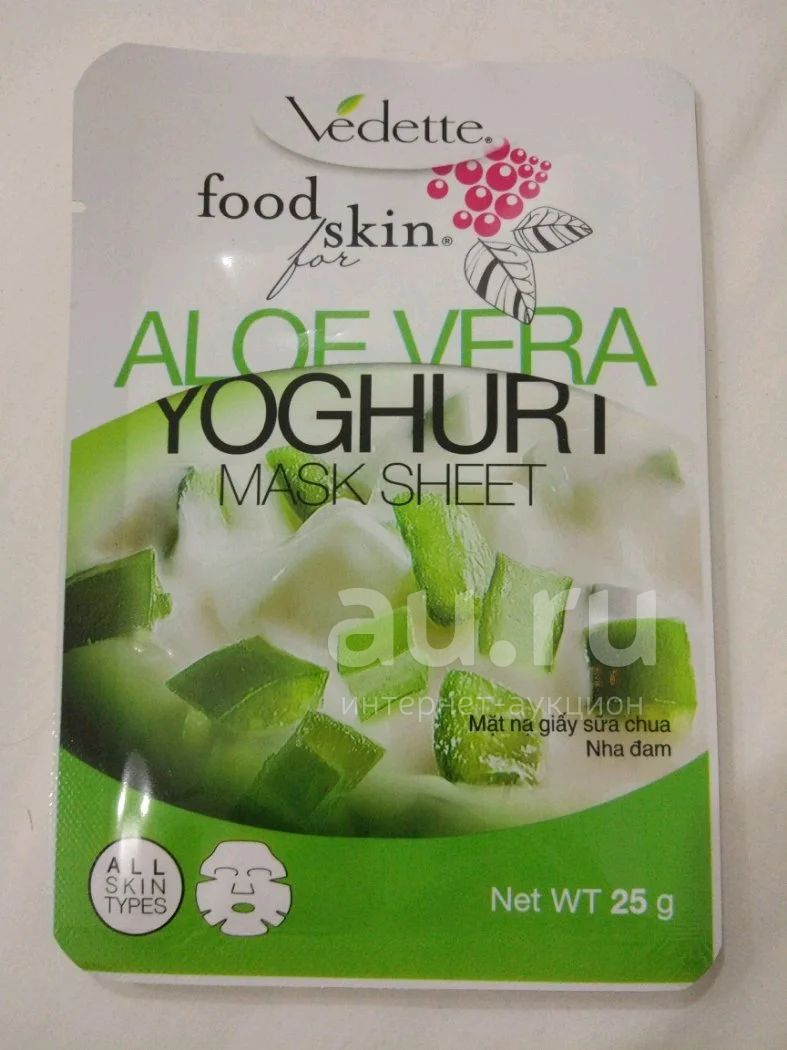 Vedette®
food
for skin®
ALOE VERA
YOGHURT
MASK SHEET
au.ru
интернет-аукцион
Mặt nạ giấy sữa chua
Nha đam
ALL
SKIN
TYPES
Net WT 25 g